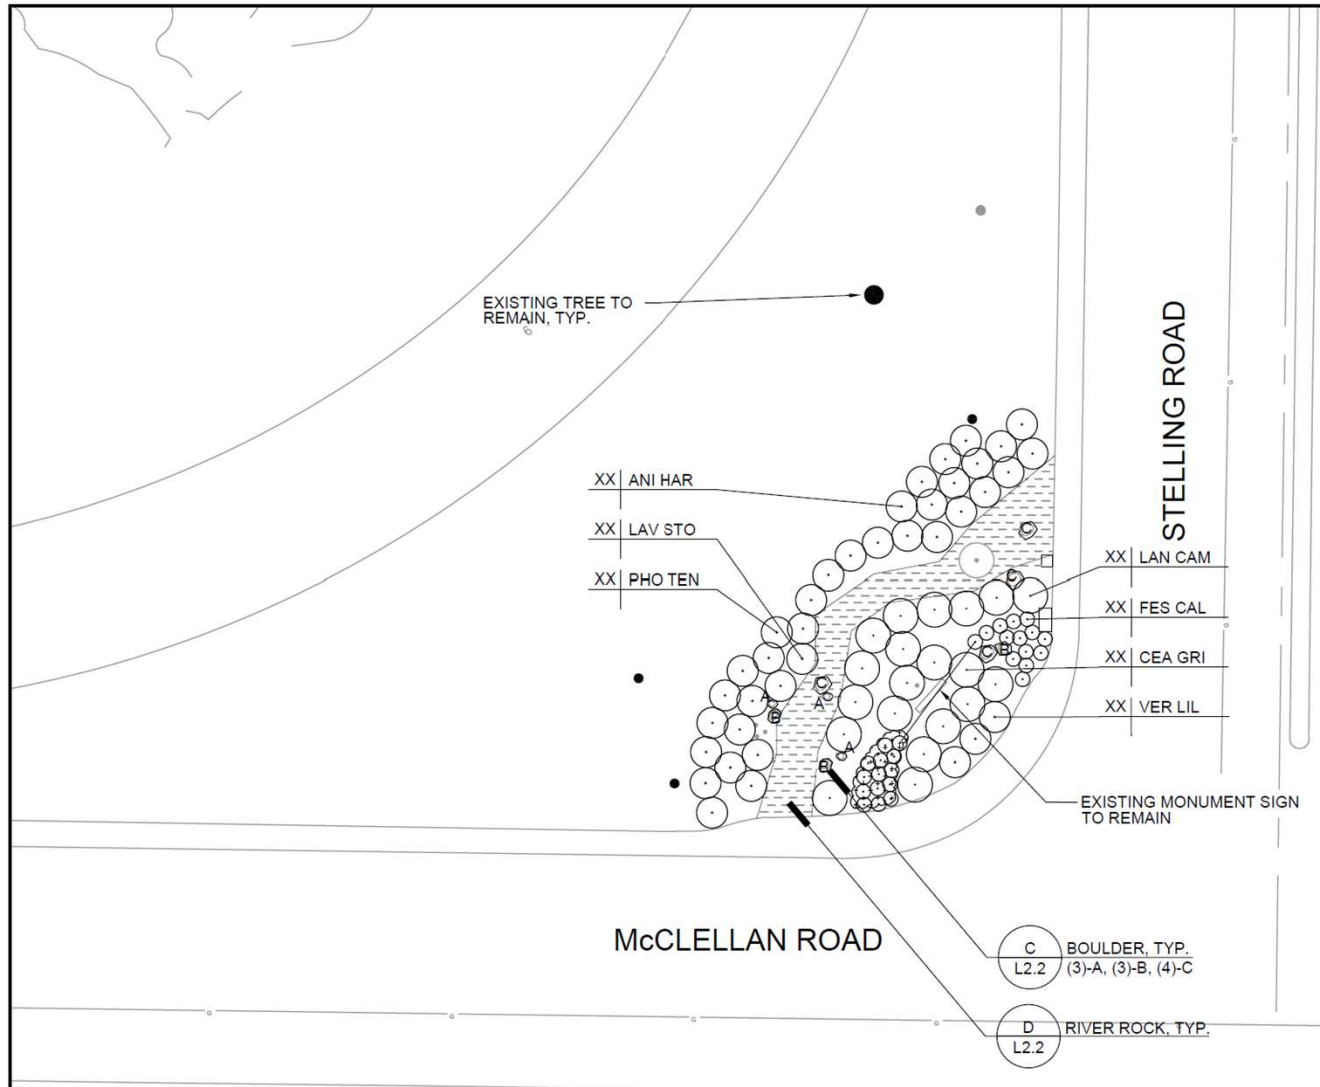 EXISTING TREE TO
REMAIN, TYP.
6
STELLING ROAD
XX ANI HAR
XX LAV STO
XX PHO TEN
XX LAN CAM
XX FES CAL
XX CEA GRI
XX VER LIL
C
C
C
B
C
A
A
B
A
B
EXISTING MONUMENT SIGN
TO REMAIN
McCLELLAN ROAD
C
L2.2
BOULDER, TYP.
(3)-A, (3)-B, (4)-C
D
L2.2
RIVER ROCK, TYP.
G
G
G
G
G
G
G